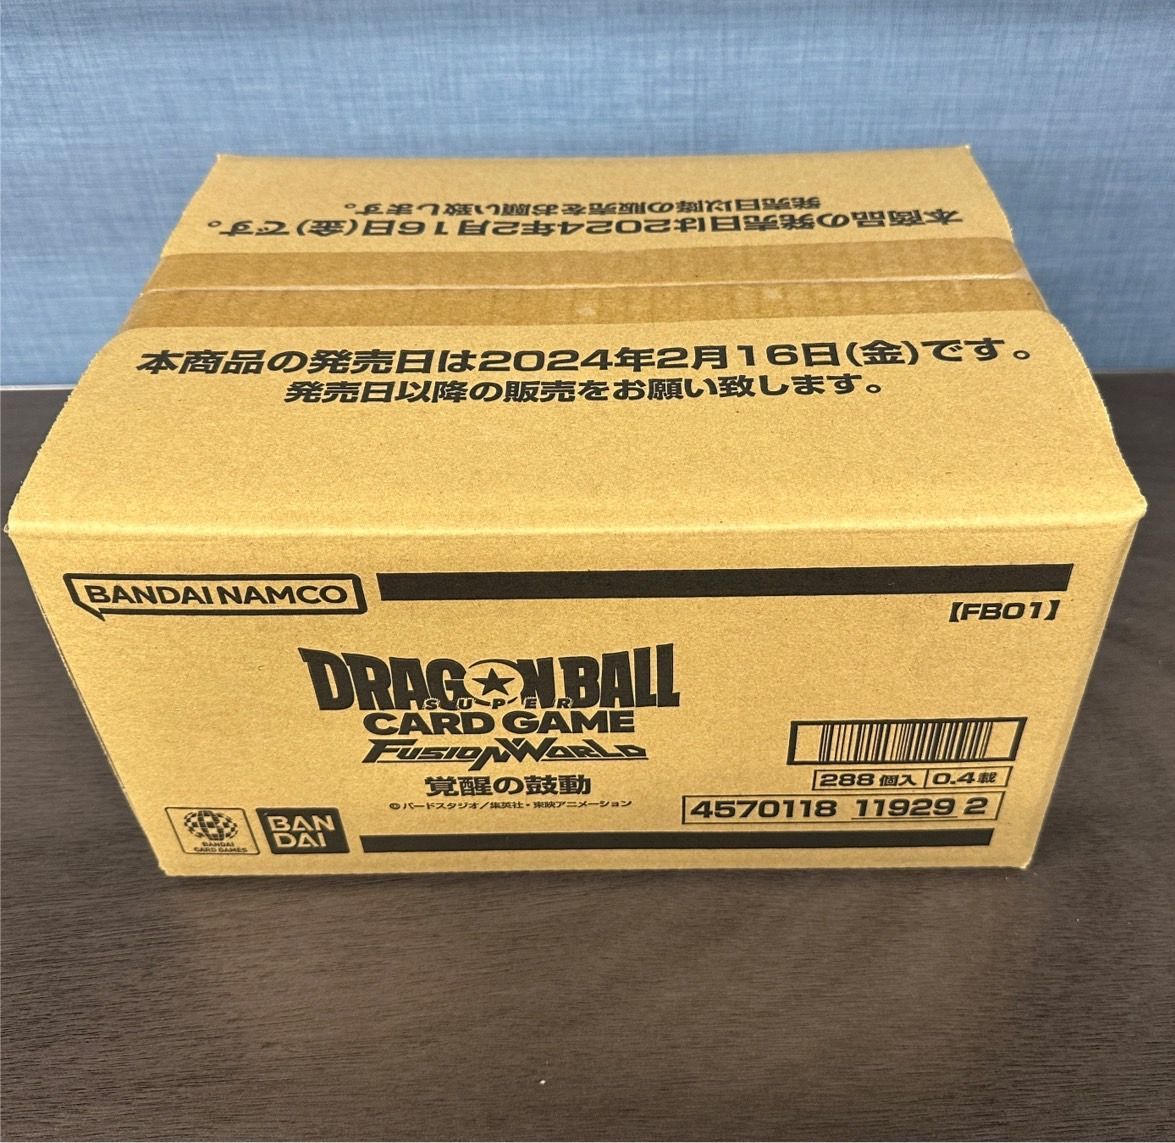 発売日以降の販売をお願い致します。
本商品の発売日は2024年2月16日(金)です。
本商品の発売日は2024年2月16日(金)です。
発売日以降の販売をお願い致します。
BANDAI NAMCO
【FB01】
DRAGON BALL
SUPER
CARD GAME
FUSION WORLD
覚醒の鼓動
©バードスタジオ／集英社・東映アニメーション
288個入 0.4載
4570118 11929 2
BANDAI
CARD GAMES
BAN
DAI